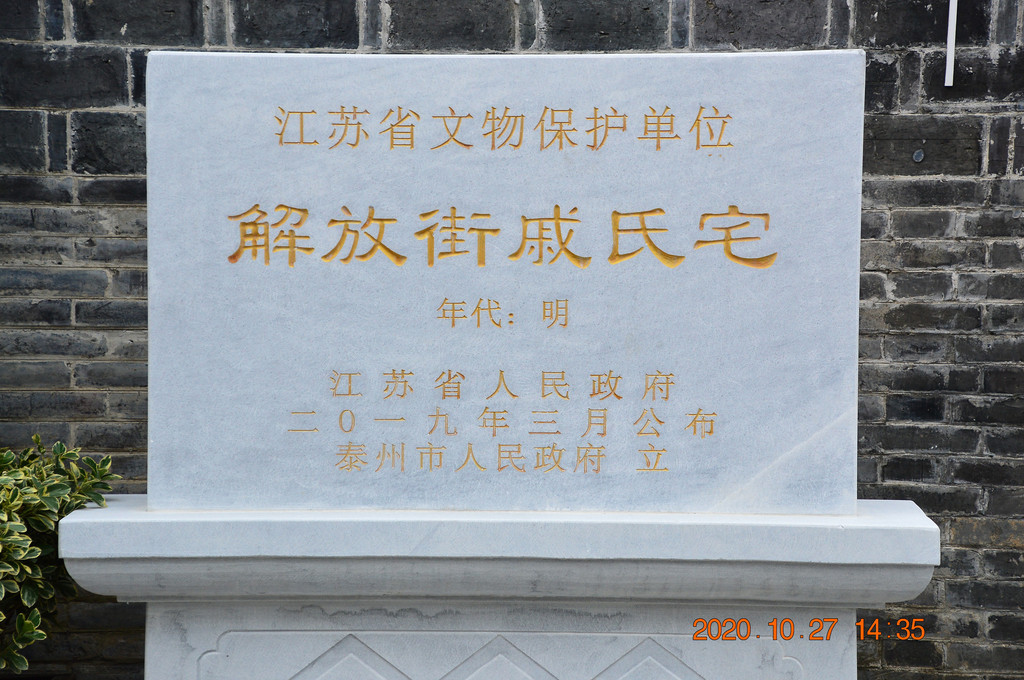 江苏省文物保护单位
解放街戚氏宅
年代：明
江苏省人民政府
二〇一九年三月公布
泰州市人民政府 立
2020.10.27 14:35